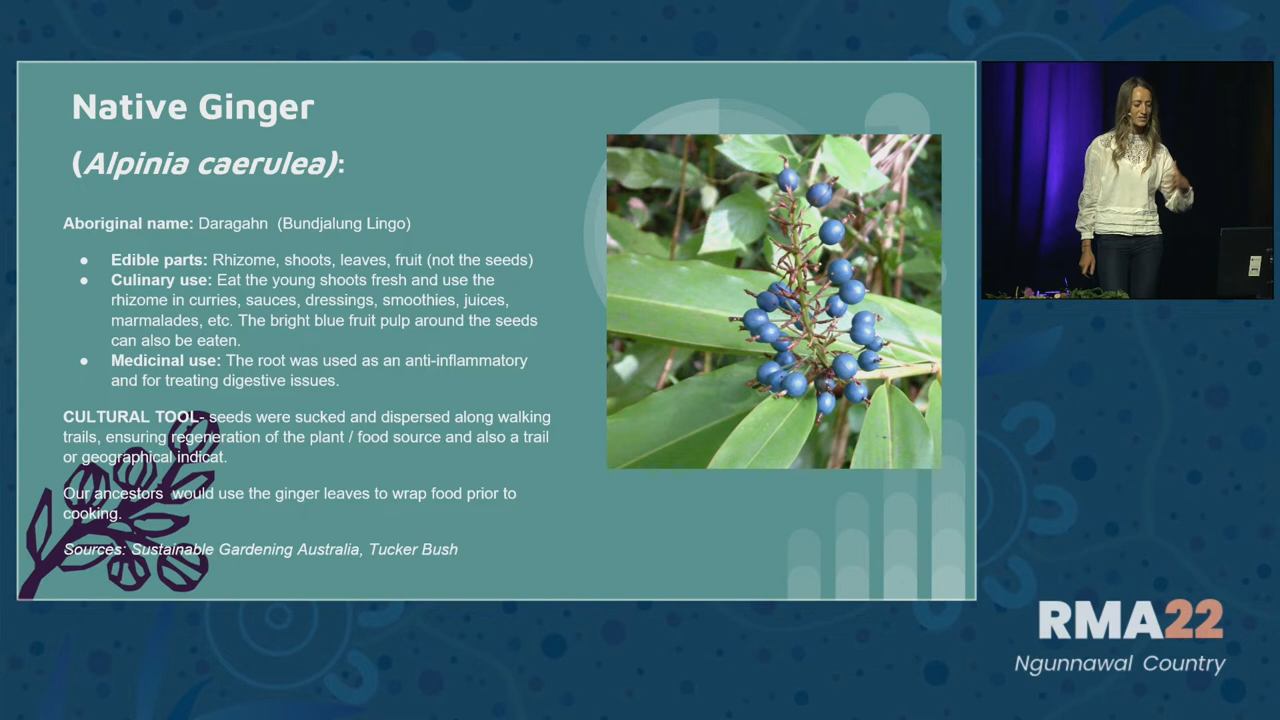 Native Ginger
(Alpinia caerulea):
Aboriginal name: Daragahn (Bundjalung Lingo)
● Edible parts: Rhizome, shoots, leaves, fruit (not the seeds)
● Culinary use: Eat the young shoots fresh and use the
rhizome in curries, sauces, dressings, smoothies, juices,
marmalades, etc. The bright blue fruit pulp around the seeds
can also be eaten.
● Medicinal use: The root was used as an anti-inflammatory
and for treating digestive issues.
CULTURAL TOOL- seeds were sucked and dispersed along walking
trails, ensuring regeneration of the plant / food source and also a trail
or geographical indicat.
Our ancestors would use the ginger leaves to wrap food prior to
cooking.
Sources: Sustainable Gardening Australia, Tucker Bush
RMA22
Ngunnawal Country